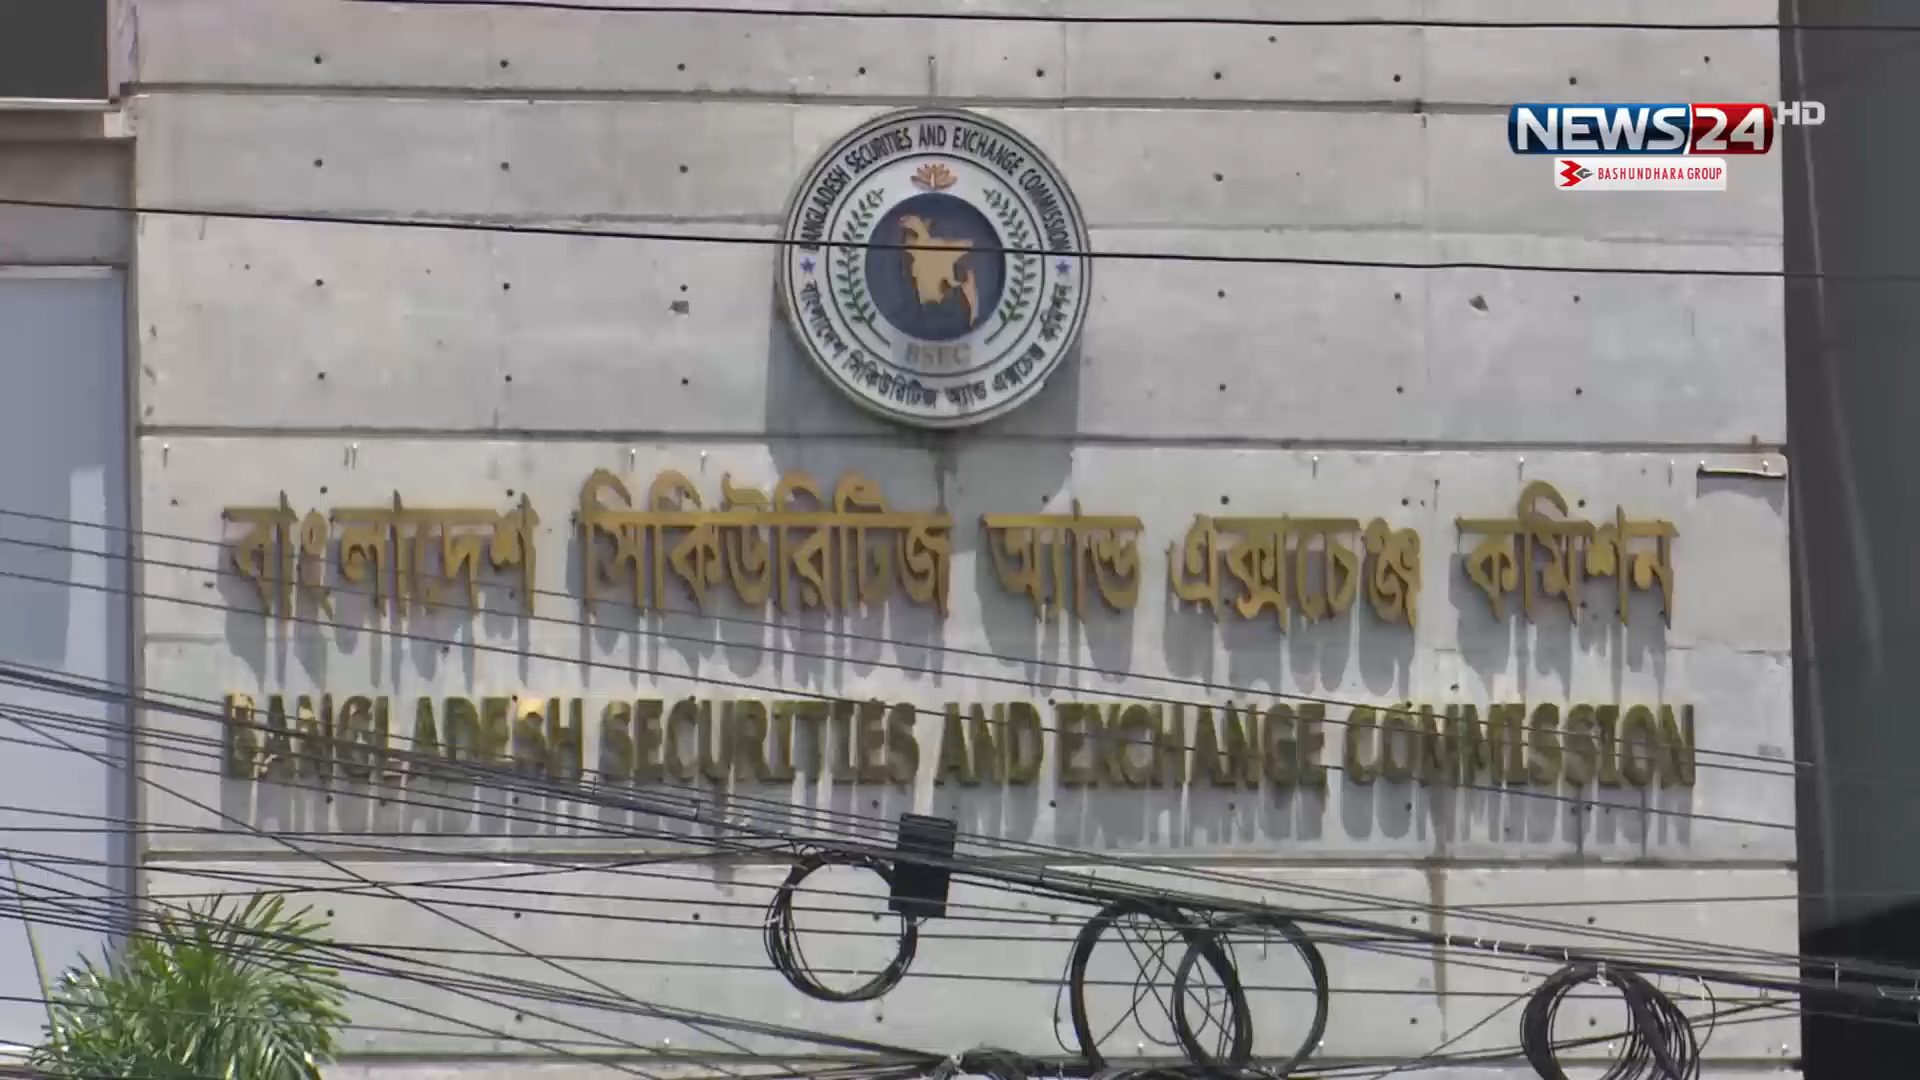 NEWS24 HD
BASHUNDHARA GROUP
BANGLADESH SECURITIES AND EXCHANGE COMMISSION
BSEC
বাংলাদেশ সিকিউরিটিজ অ্যান্ড এক্সচেঞ্জ কমিশন
বাংলাদেশ সিকিউরিটিজ অ্যান্ড এক্সচেঞ্জ কমিশন
BANGLADESH SECURITIES AND EXCHANGE COMMISSION